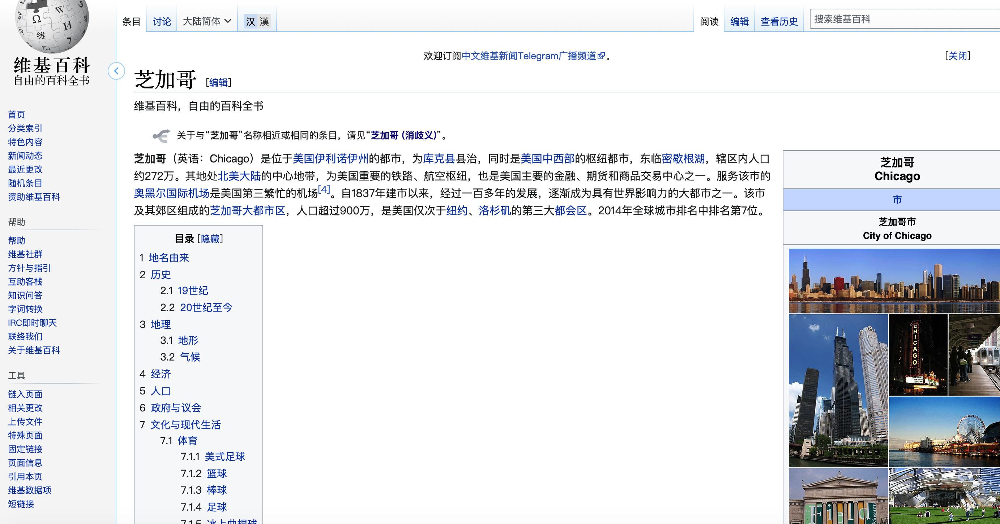 维基百科
自由的百科全书
条目
讨论
大陆简体
汉 漢
阅读
编辑
查看历史
搜索维基百科
欢迎订阅中文维基新闻Telegram广播频道。
[关闭]
芝加哥 [编辑]
维基百科，自由的百科全书
关于与“芝加哥”名称相近或相同的条目，请见“芝加哥 (消歧义)”。
芝加哥（英语：Chicago）是位于美国伊利诺伊州的都市，为库克县县治，同时是美国中西部的枢纽都市，东临密歇根湖，辖区内人口
约272万。其地处北美大陆的中心地带，为美国重要的铁路、航空枢纽，也是美国主要的金融、期货和商品交易中心之一。服务该市的
奥黑尔国际机场是美国第三繁忙的机场[4]。自1837年建市以来，经过一百多年的发展，逐渐成为具有世界影响力的大都市之一。该市
及其郊区组成的芝加哥大都市区，人口超过900万，是美国仅次于纽约、洛杉矶的第三大都会区。2014年全球城市排名中排名第7位。
目录 [隐藏]
1 地名由来
2 历史
2.1 19世纪
2.2 20世纪至今
3 地理
3.1 地形
3.2 气候
4 经济
5 人口
6 政府与议会
7 文化与现代生活
7.1 体育
7.1.1 美式足球
7.1.2 篮球
7.1.3 棒球
7.1.4 足球
7.1.5 冰上曲棍球
首页
分类索引
特色内容
新闻动态
最近更改
随机条目
资助维基百科
帮助
帮助
维基社群
方针与指引
互助客栈
知识问答
字词转换
IRC即时聊天
联络我们
关于维基百科
工具
链入页面
相关更改
上传文件
特殊页面
固定链接
页面信息
引用本页
维基数据项
短链接
芝加哥
Chicago
市
芝加哥市
City of Chicago
CHICAGO
Linden
The Field Museum